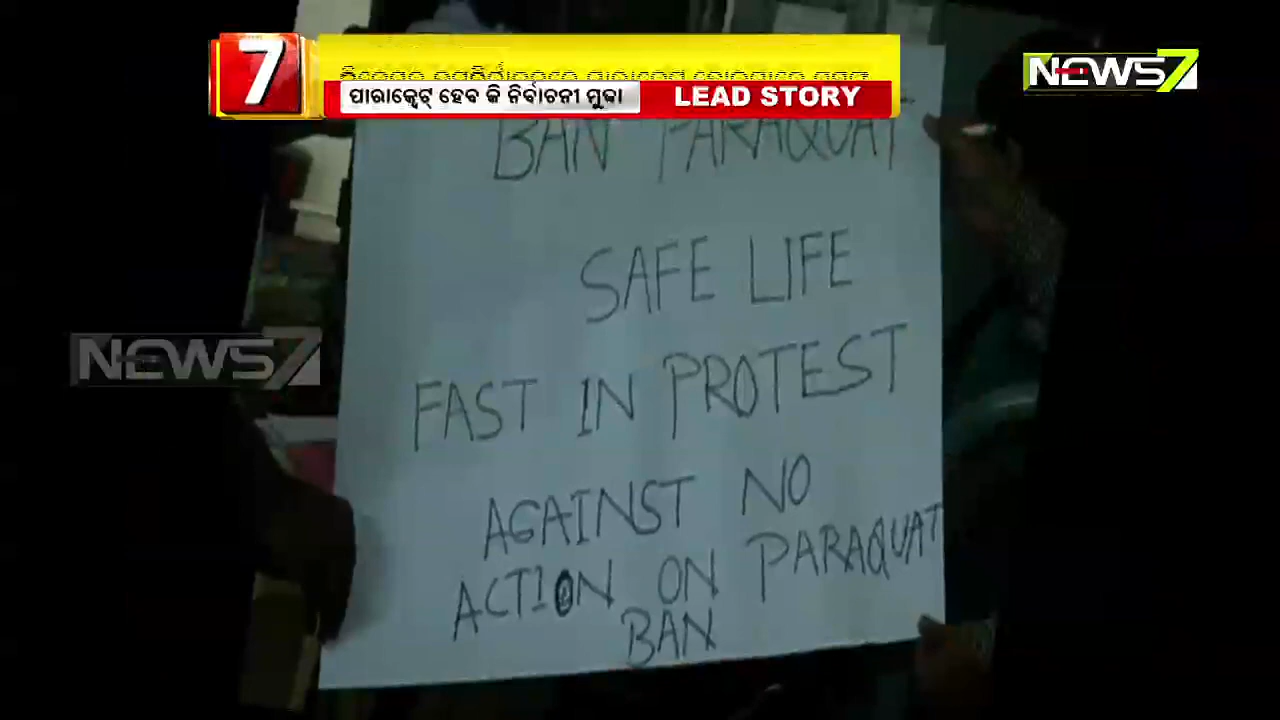 7
NEWS7
ପାରାକ୍ୱେଟ୍ ହେବ କି ନିର୍ବାଚନୀ ମୁଦ୍ଦା
LEAD STORY
BAN PARAQUAT
SAFE LIFE
NEWS7
FAST IN PROTEST
AGAINST NO
ACTION ON PARAQUAT
BAN